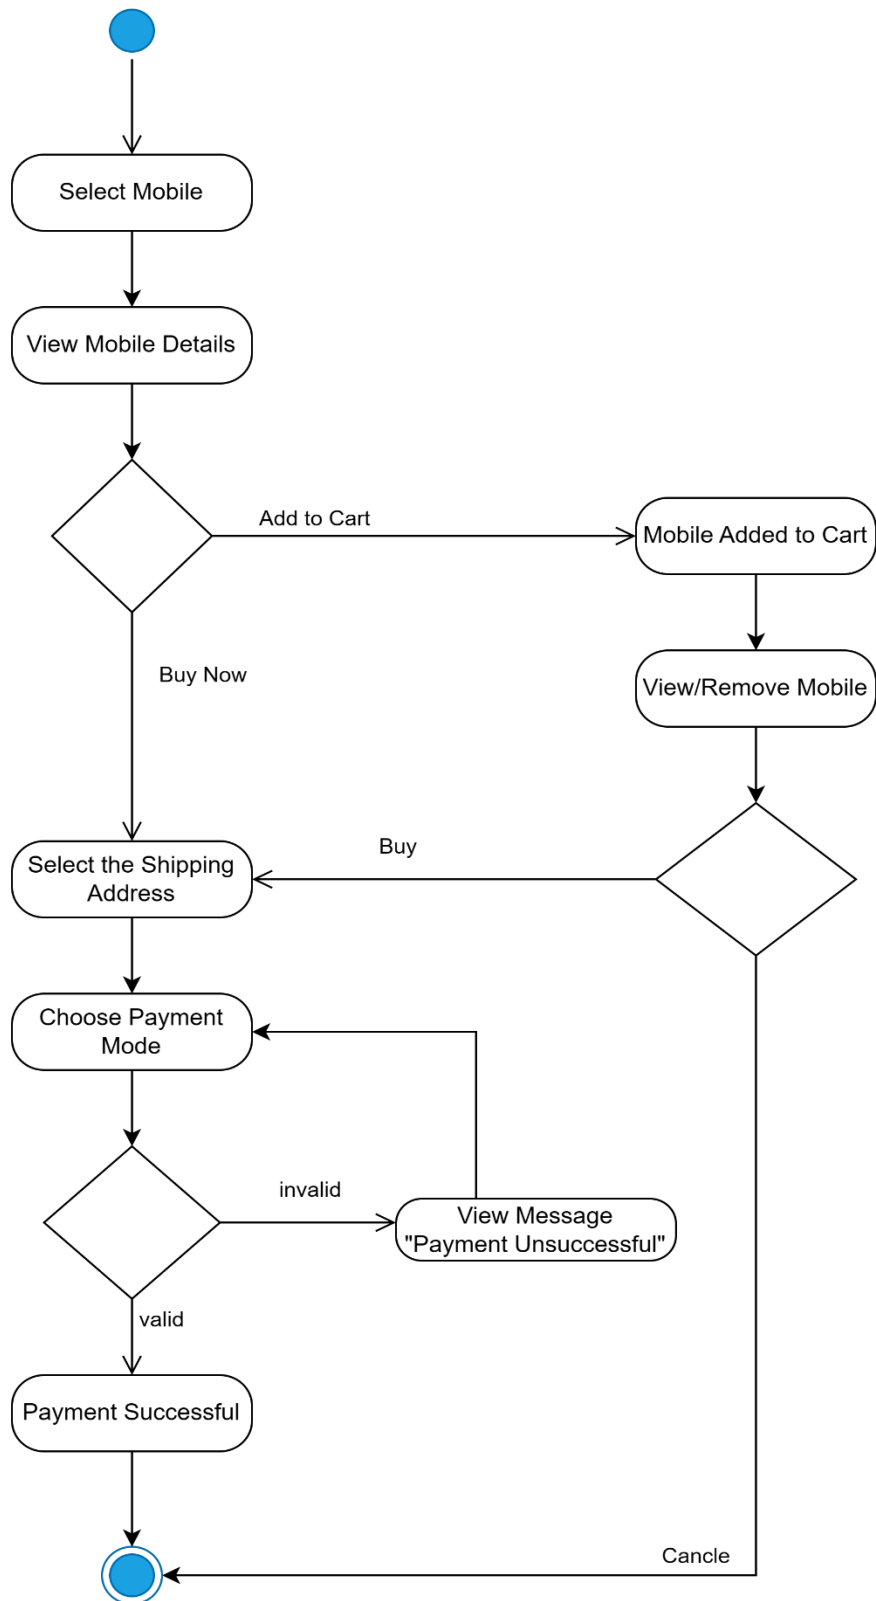 Select Mobile
View Mobile Details
Add to Cart
Mobile Added to Cart
Buy Now
View/Remove Mobile
Buy
Select the Shipping
Address
Choose Payment
Mode
invalid
View Message
"Payment Unsuccessful"
valid
Payment Successful
Cancle